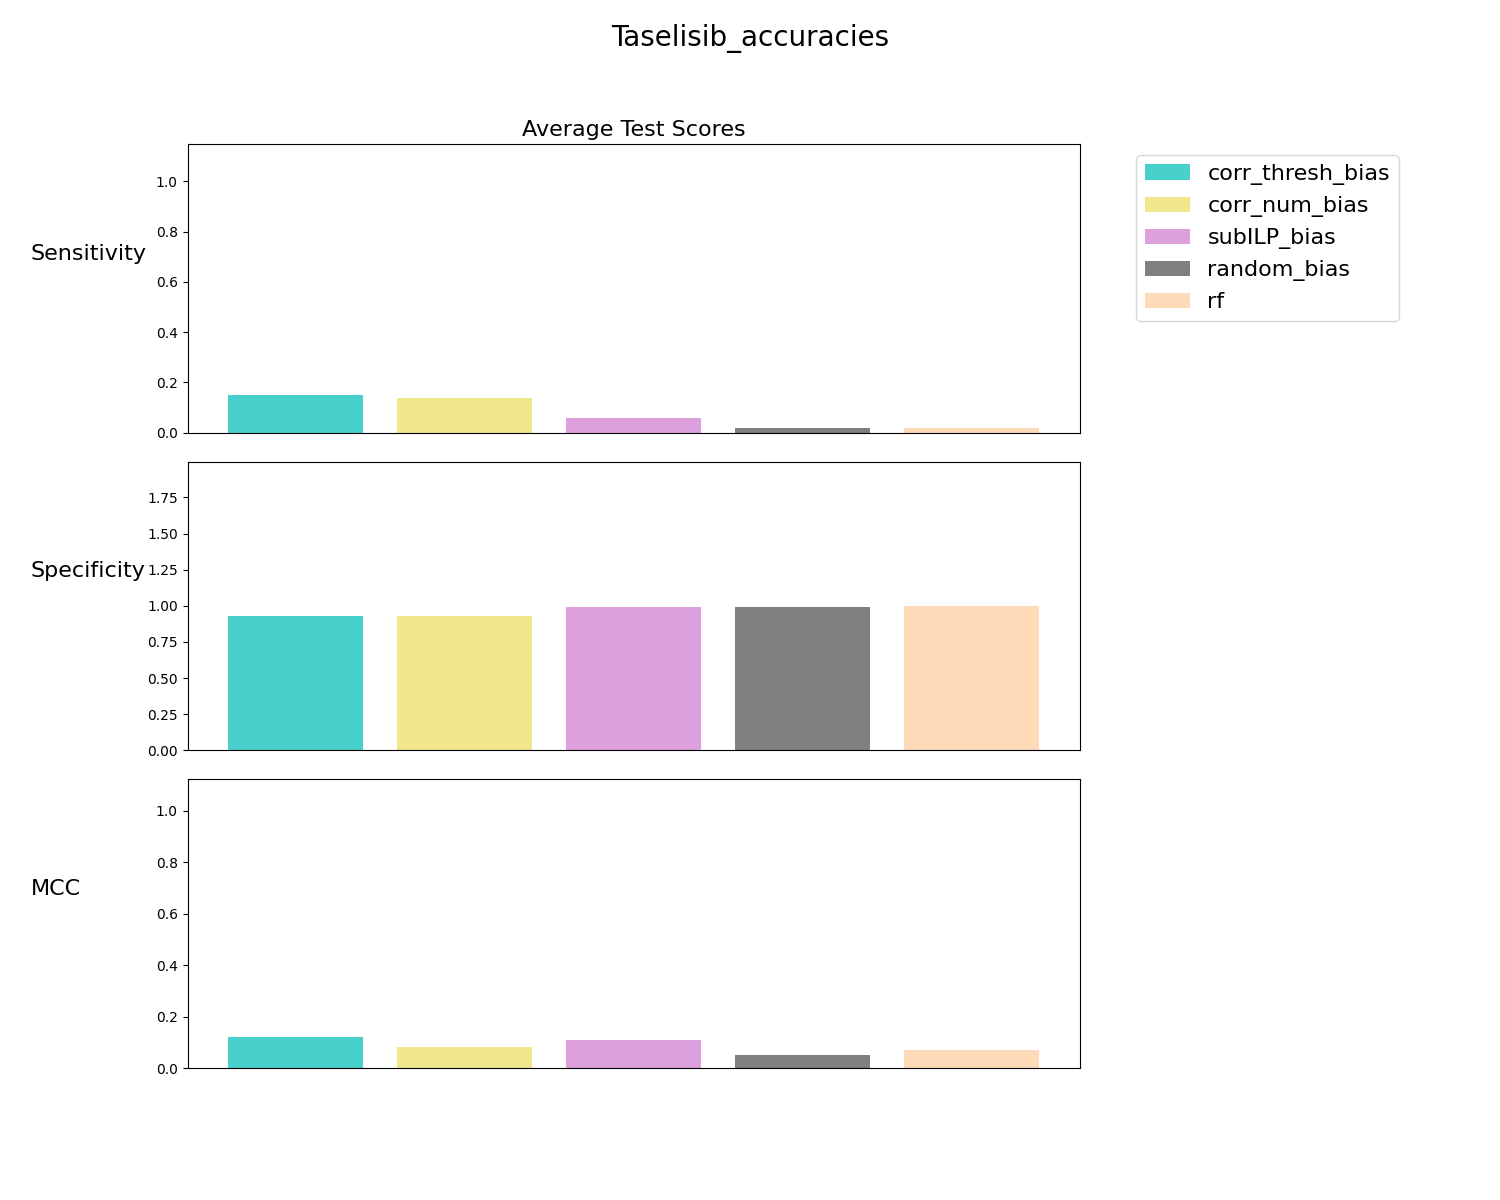 Taselisib_accuracies
Average Test Scores
Sensitivity
1.0
0.8
0.6
0.4
0.2
0.0
corr_thresh_bias
corr_num_bias
subILP_bias
random_bias
rf
Specificity
1.75
1.50
1.25
1.00
0.75
0.50
0.25
0.00
MCC
1.0
0.8
0.6
0.4
0.2
0.0